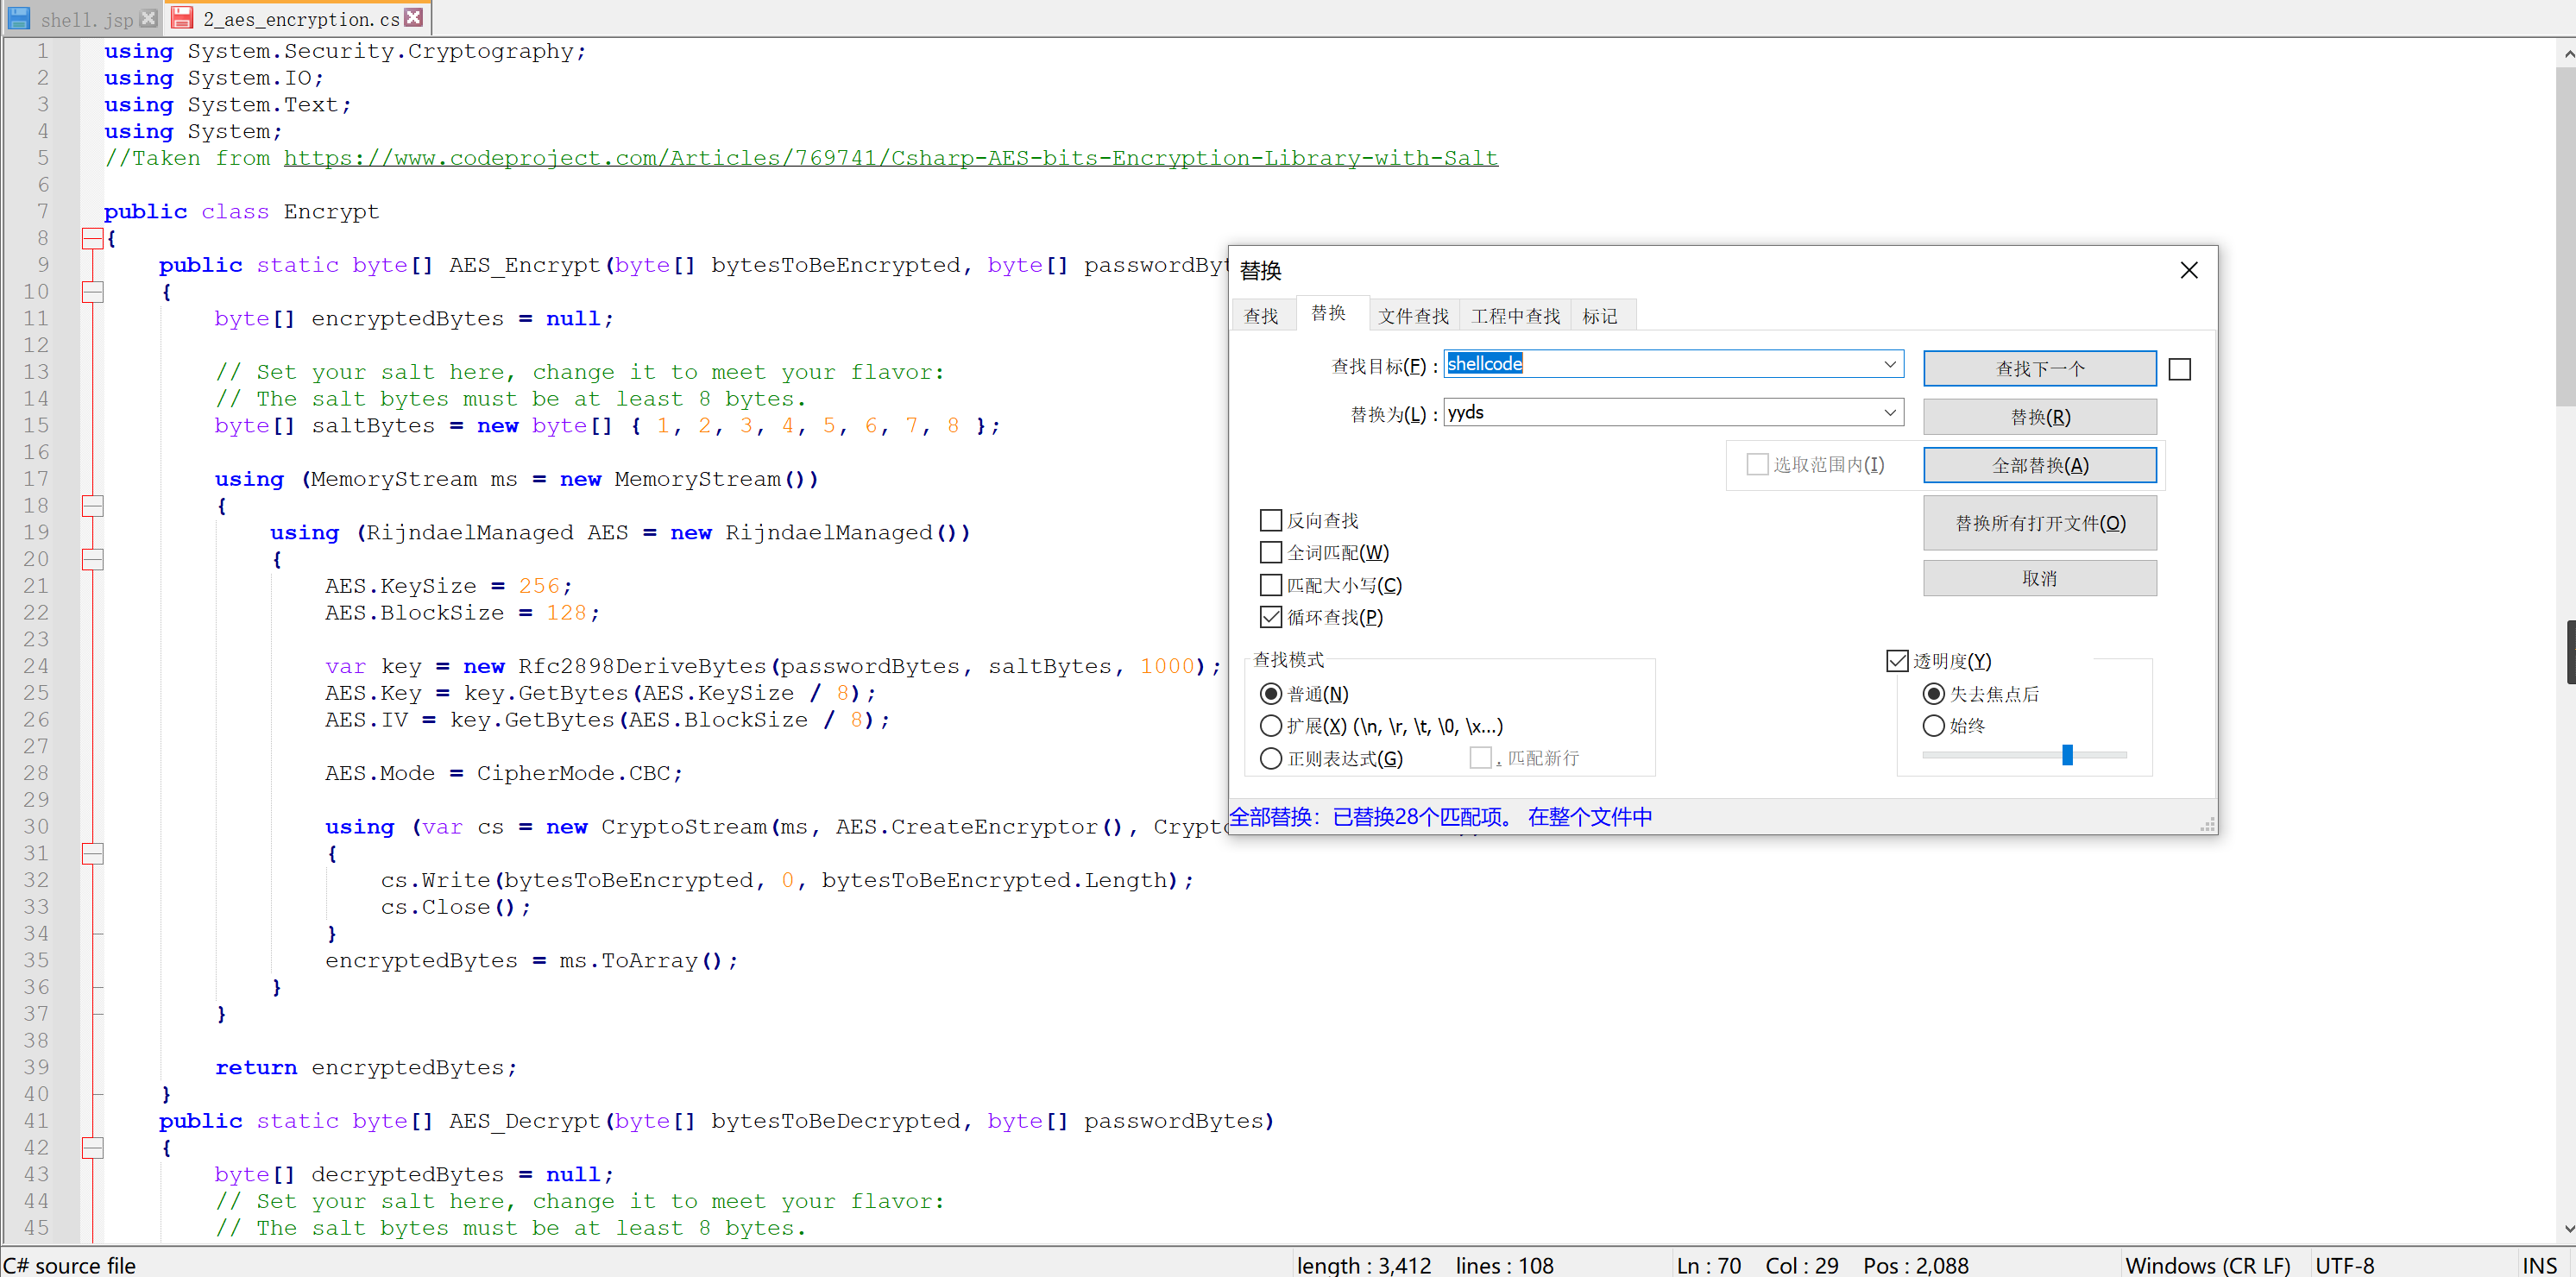 shell.jsp 2_aes_encryption.cs
1 using System.Security.Cryptography;
2 using System.IO;
3 using System.Text;
4 using System;
5 //Taken from https://www.codeproject.com/Articles/769741/Csharp-AES-bits-Encryption-Library-with-Salt
6
7 public class Encrypt
8 {
9 public static byte[] AES_Encrypt(byte[] bytesToBeEncrypted, byte[] passwordByt
10 {
11 byte[] encryptedBytes = null;
12
13 // Set your salt here, change it to meet your flavor:
14 // The salt bytes must be at least 8 bytes.
15 byte[] saltBytes = new byte[] { 1, 2, 3, 4, 5, 6, 7, 8 };
16
17 using (MemoryStream ms = new MemoryStream())
18 {
19 using (RijndaelManaged AES = new RijndaelManaged())
20 {
21 AES.KeySize = 256;
22 AES.BlockSize = 128;
23
24 var key = new Rfc2898DeriveBytes(passwordBytes, saltBytes, 1000);
25 AES.Key = key.GetBytes(AES.KeySize / 8);
26 AES.IV = key.GetBytes(AES.BlockSize / 8);
27
28 AES.Mode = CipherMode.CBC;
29
30 using (var cs = new CryptoStream(ms, AES.CreateEncryptor(), Crypt
31 {
32 cs.Write(bytesToBeEncrypted, 0, bytesToBeEncrypted.Length);
33 cs.Close();
34 }
35 encryptedBytes = ms.ToArray();
36 }
37 }
38
39 return encryptedBytes;
40 }
41 public static byte[] AES_Decrypt(byte[] bytesToBeDecrypted, byte[] passwordBytes)
42 {
43 byte[] decryptedBytes = null;
44 // Set your salt here, change it to meet your flavor:
45 // The salt bytes must be at least 8 bytes.
替换
查找 替换 文件查找 工程中查找 标记
查找目标(F) : shellcode 查找下一个
替换为(L) : yyds 替换(R)
选取范围内(I) 全部替换(A)
替换所有打开文件(O)
取消
反向查找
全词匹配(W)
匹配大小写(C)
循环查找(P)
查找模式
普通(N)
扩展(X) (\n, \r, \t, \0, \x...)
正则表达式(G) . 匹配新行
透明度(Y)
失去焦点后
始终
全部替换: 已替换28个匹配项。 在整个文件中
C# source file length : 3,412 lines : 108 Ln : 70 Col : 29 Pos : 2,088 Windows (CR LF) UTF-8 INS